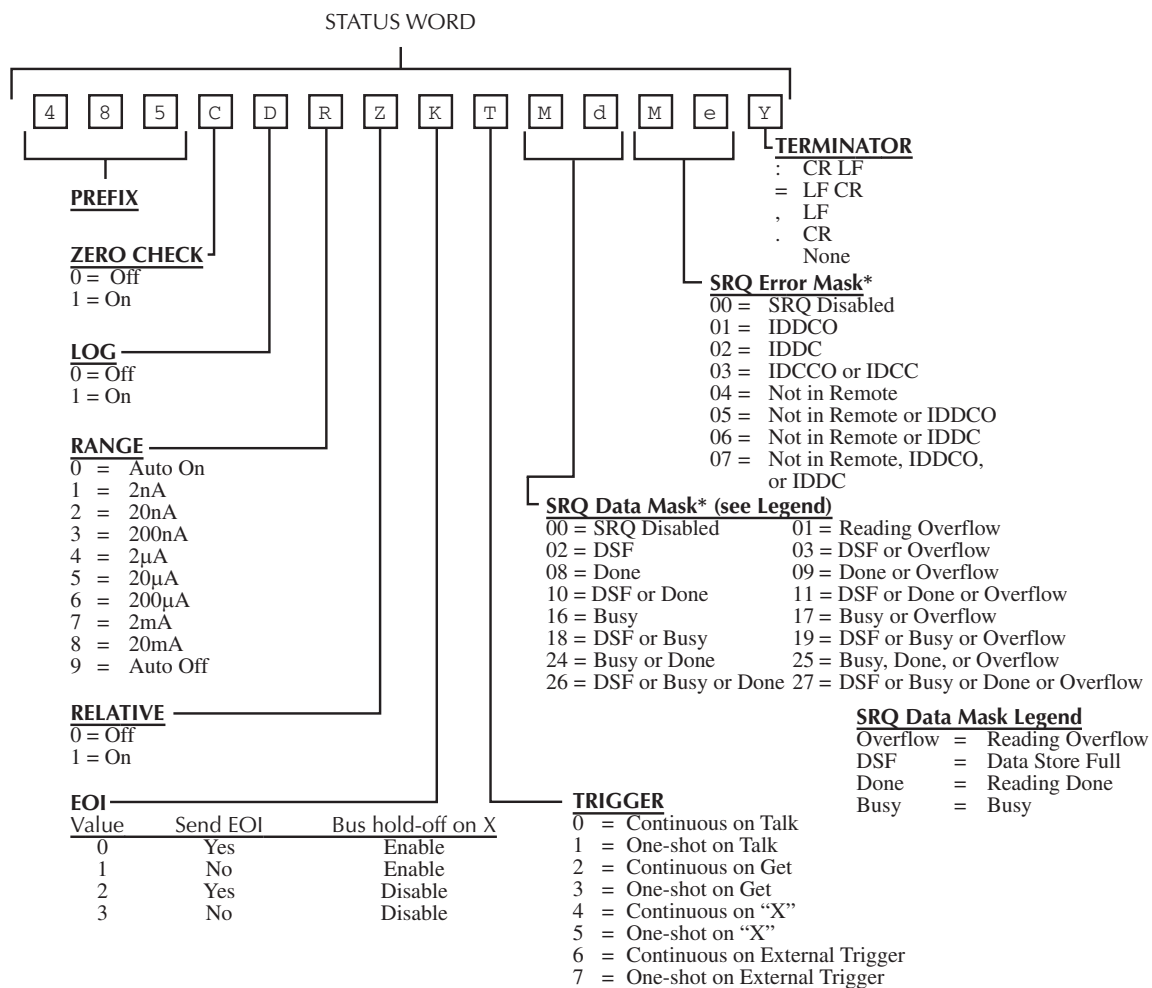 STATUS WORD
4 8 5 C D R Z K T M d M e Y
PREFIX
ZERO CHECK
0 = Off
1 = On
LOG
0 = Off
1 = On
RANGE
0 = Auto On
1 = 2nA
2 = 20nA
3 = 200nA
4 = 2µA
5 = 20µA
6 = 200µA
7 = 2mA
8 = 20mA
9 = Auto Off
RELATIVE
0 = Off
1 = On
EOI
Value Send EOI Bus hold-off on X
0 Yes Enable
1 No Enable
2 Yes Disable
3 No Disable
TERMINATOR
: CR LF
= LF CR
, LF
. CR
None
SRQ Error Mask*
00 = SRQ Disabled
01 = IDDCO
02 = IDDC
03 = IDCCO or IDCC
04 = Not in Remote
05 = Not in Remote or IDDCO
06 = Not in Remote or IDDC
07 = Not in Remote, IDDCO,
or IDDC
SRQ Data Mask* (see Legend)
00 = SRQ Disabled 01 = Reading Overflow
02 = DSF 03 = DSF or Overflow
08 = Done 09 = Done or Overflow
10 = DSF or Done 11 = DSF or Done or Overflow
16 = Busy 17 = Busy or Overflow
18 = DSF or Busy 19 = DSF or Busy or Overflow
24 = Busy or Done 25 = Busy, Done, or Overflow
26 = DSF or Busy or Done 27 = DSF or Busy or Done or Overflow
SRQ Data Mask Legend
Overflow = Reading Overflow
DSF = Data Store Full
Done = Reading Done
Busy = Busy
TRIGGER
0 = Continuous on Talk
1 = One-shot on Talk
2 = Continuous on Get
3 = One-shot on Get
4 = Continuous on “X”
5 = One-shot on “X”
6 = Continuous on External Trigger
7 = One-shot on External Trigger